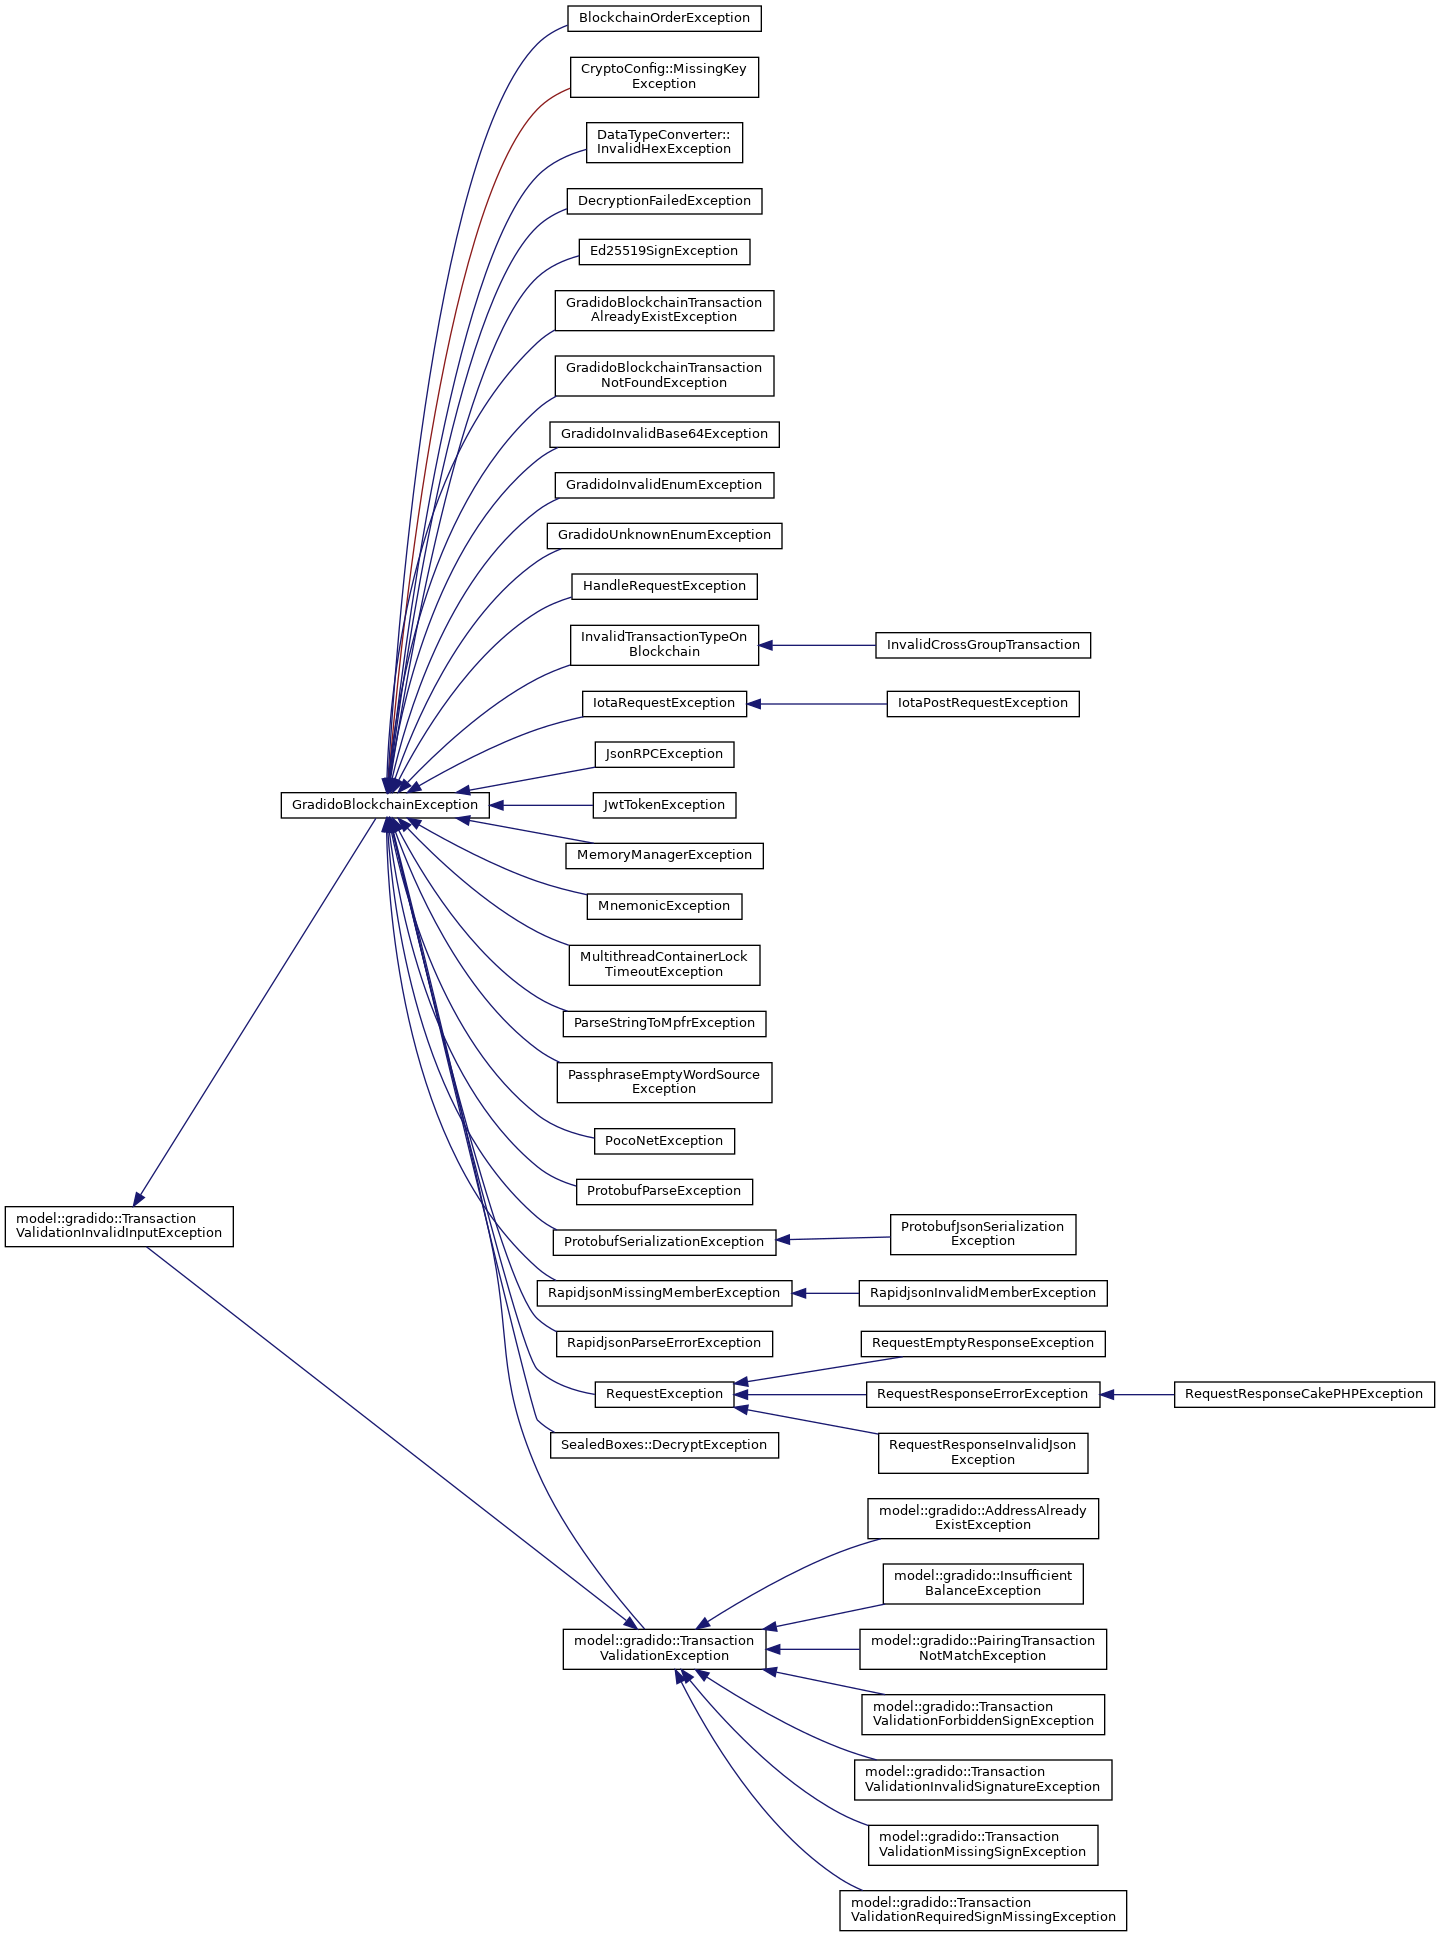 BlockchainOrderException
CryptoConfig::MissingKey
Exception
DataTypeConverter::
InvalidHexException
DecryptionFailedException
Ed25519SignException
GradidoBlockchainTransaction
AlreadyExistException
GradidoBlockchainTransaction
NotFoundException
GradidoInvalidBase64Exception
GradidoInvalidEnumException
GradidoUnknownEnumException
HandleRequestException
InvalidTransactionTypeOn
Blockchain
InvalidCrossGroupTransaction
IotaRequestException
IotaPostRequestException
JsonRPCException
GradidoBlockchainException
JwtTokenException
MemoryManagerException
MnemonicException
MultithreadContainerLock
TimeoutException
ParseStringToMpfrException
PassphraseEmptyWordSource
Exception
PocoNetException
ProtobufParseException
model::gradido::Transaction
ValidationInvalidInputException
ProtobufSerializationException
ProtobufJsonSerialization
Exception
RapidjsonMissingMemberException
RapidjsonInvalidMemberException
RapidjsonParseErrorException
RequestEmptyResponseException
RequestException
RequestResponseErrorException
RequestResponseCakePHPException
SealedBoxes::DecryptException
RequestResponseInvalidJson
Exception
model::gradido::AddressAlready
ExistException
model::gradido::Insufficient
BalanceException
model::gradido::Transaction
ValidationException
model::gradido::PairingTransaction
NotMatchException
model::gradido::Transaction
ValidationForbiddenSignException
model::gradido::Transaction
ValidationInvalidSignatureException
model::gradido::Transaction
ValidationMissingSignException
model::gradido::Transaction
ValidationRequiredSignMissingException